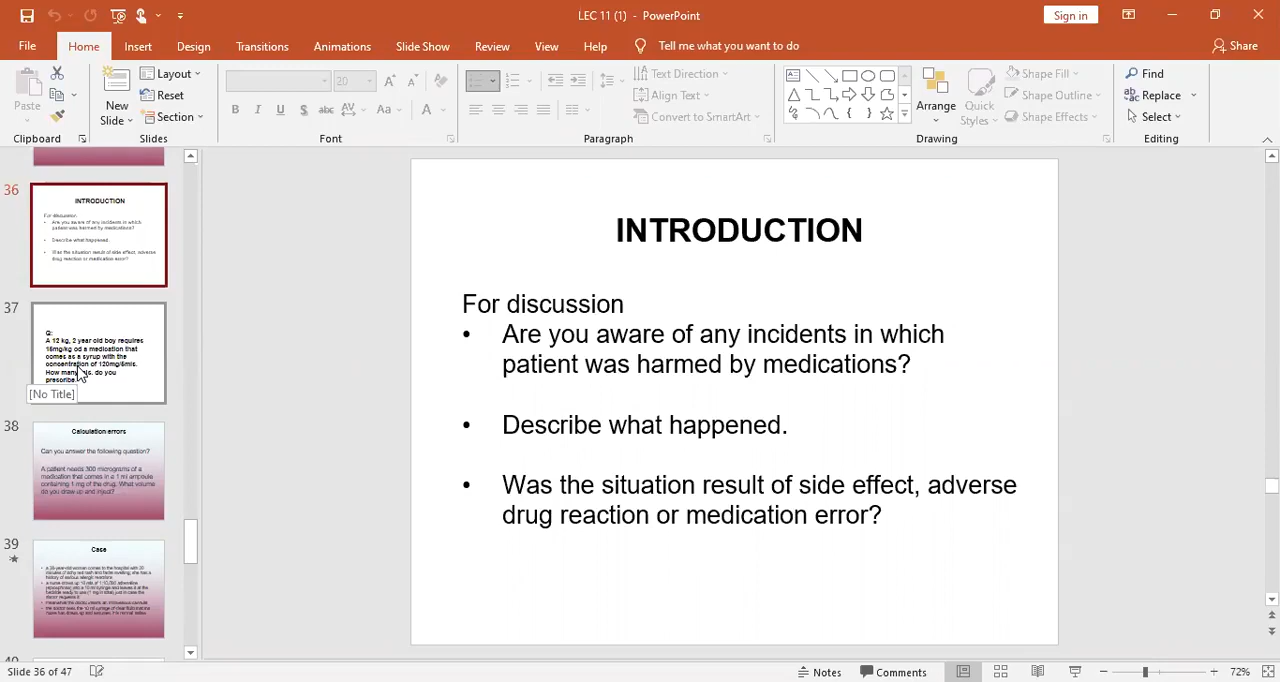 LEC 11 (1) - PowerPoint
Sign in
File Home Insert Design Transitions Animations Slide Show Review View Help Tell me what you want to do
Share
Paste
New Slide
Layout
Reset
Section
20
B I U S abc AV Aa A
Text Direction
Align Text
Convert to SmartArt
Arrange
Quick Styles
Shape Fill
Shape Outline
Shape Effects
Find
Replace
Select
Clipboard Slides Font Paragraph Drawing Editing
36
INTRODUCTION
For discussion
• Are you aware of any incidents in which
patient was harmed by medications?
• Describe what happened.
• Was the situation result of side effect, adverse
drug reaction or medication error?
37
Q:
A 12 kg, 2 year old boy requires
15mg/kg od a medication that
comes as a syrup with the
concentration of 120mg/5mls.
How many do you
prescribe
[No Title]
38
Calculation errors
Can you answer the following question?
A patient needs 300 micrograms of a
medication that comes in a 1 ml ampoule
containing 1 mg of the drug. What volume
do you draw up and inject?
39
Case
INTRODUCTION
For discussion
• Are you aware of any incidents in which
patient was harmed by medications?
• Describe what happened.
• Was the situation result of side effect, adverse
drug reaction or medication error?
Slide 36 of 47
Notes
Comments
72%